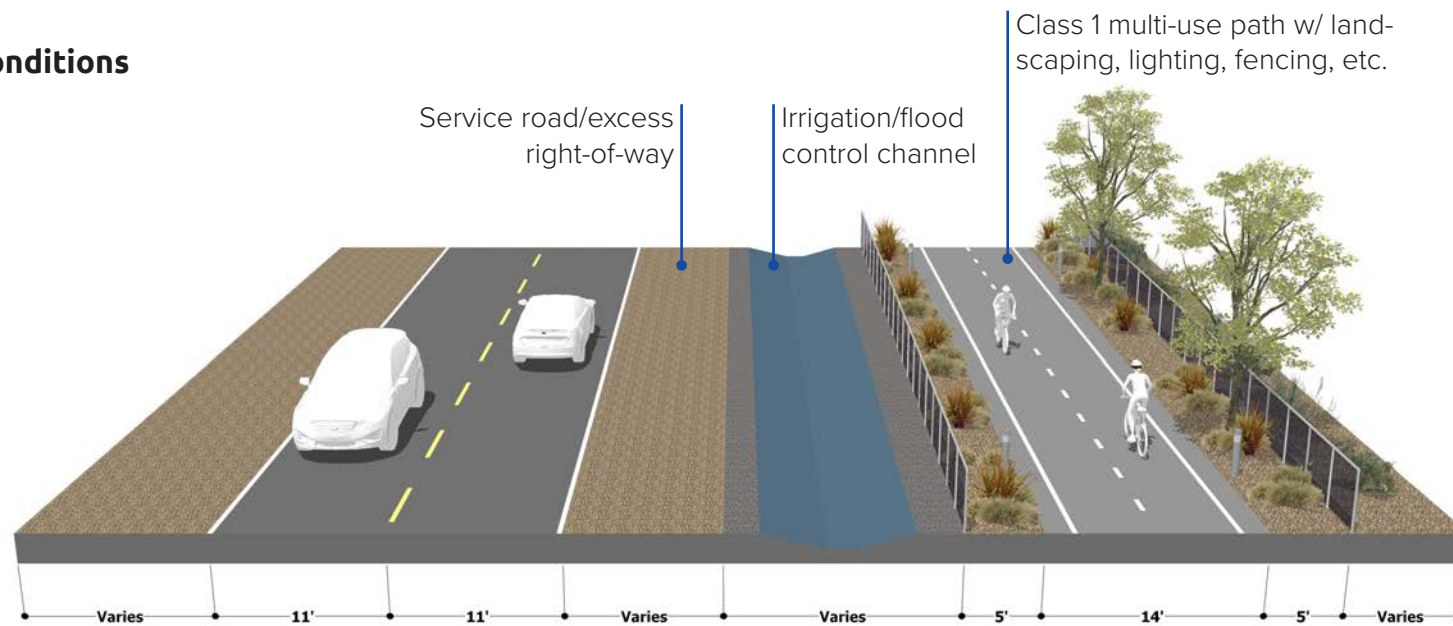 onditions
Class 1 multi-use path w/ land-
scaping, lighting, fencing, etc.
Service road/excess
right-of-way
Irrigation/flood
control channel
Varies 11' 11' Varies Varies 5' 14' 5' Varies